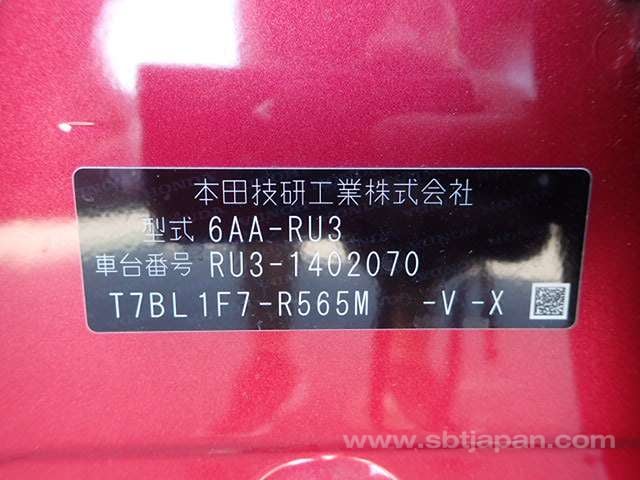 本田技研工業株式会社
型式 6AA-RU3
車台番号 RU3-1402070
T7BL1F7-R565M -V -X
www.sbtjapan.com